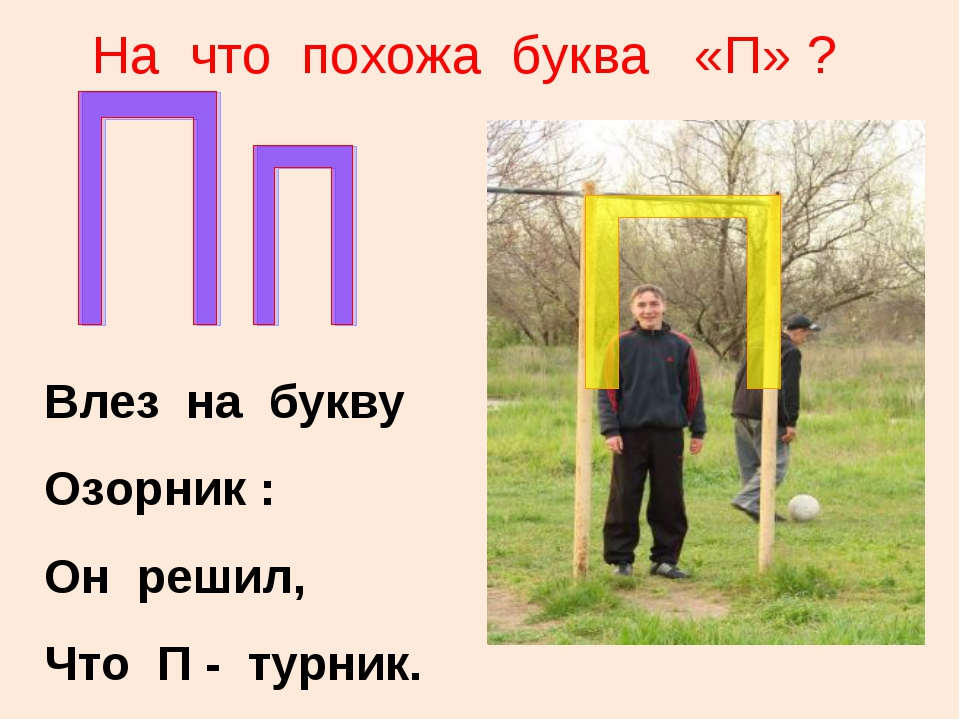 На что похожа буква «П» ?
Пп
Влез на букву
Озорник :
Он решил,
Что П - турник.
П